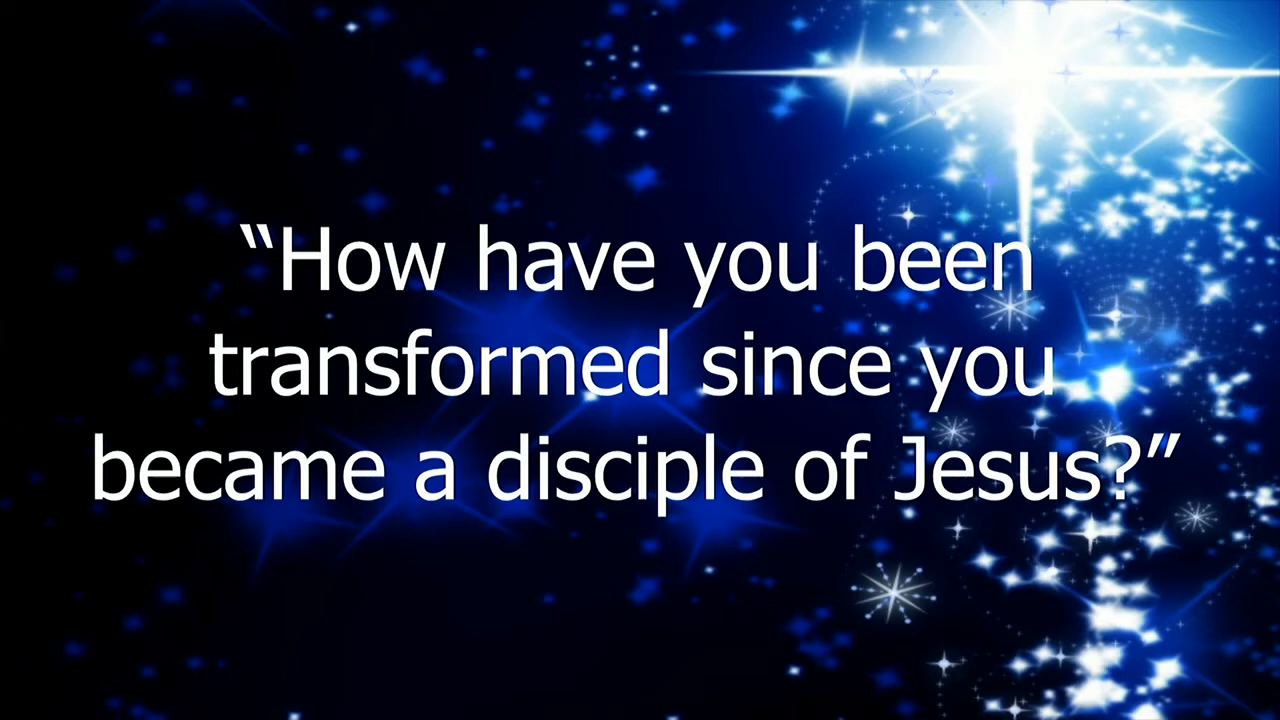 “How have you been
transformed since you
became a disciple of Jesus?”